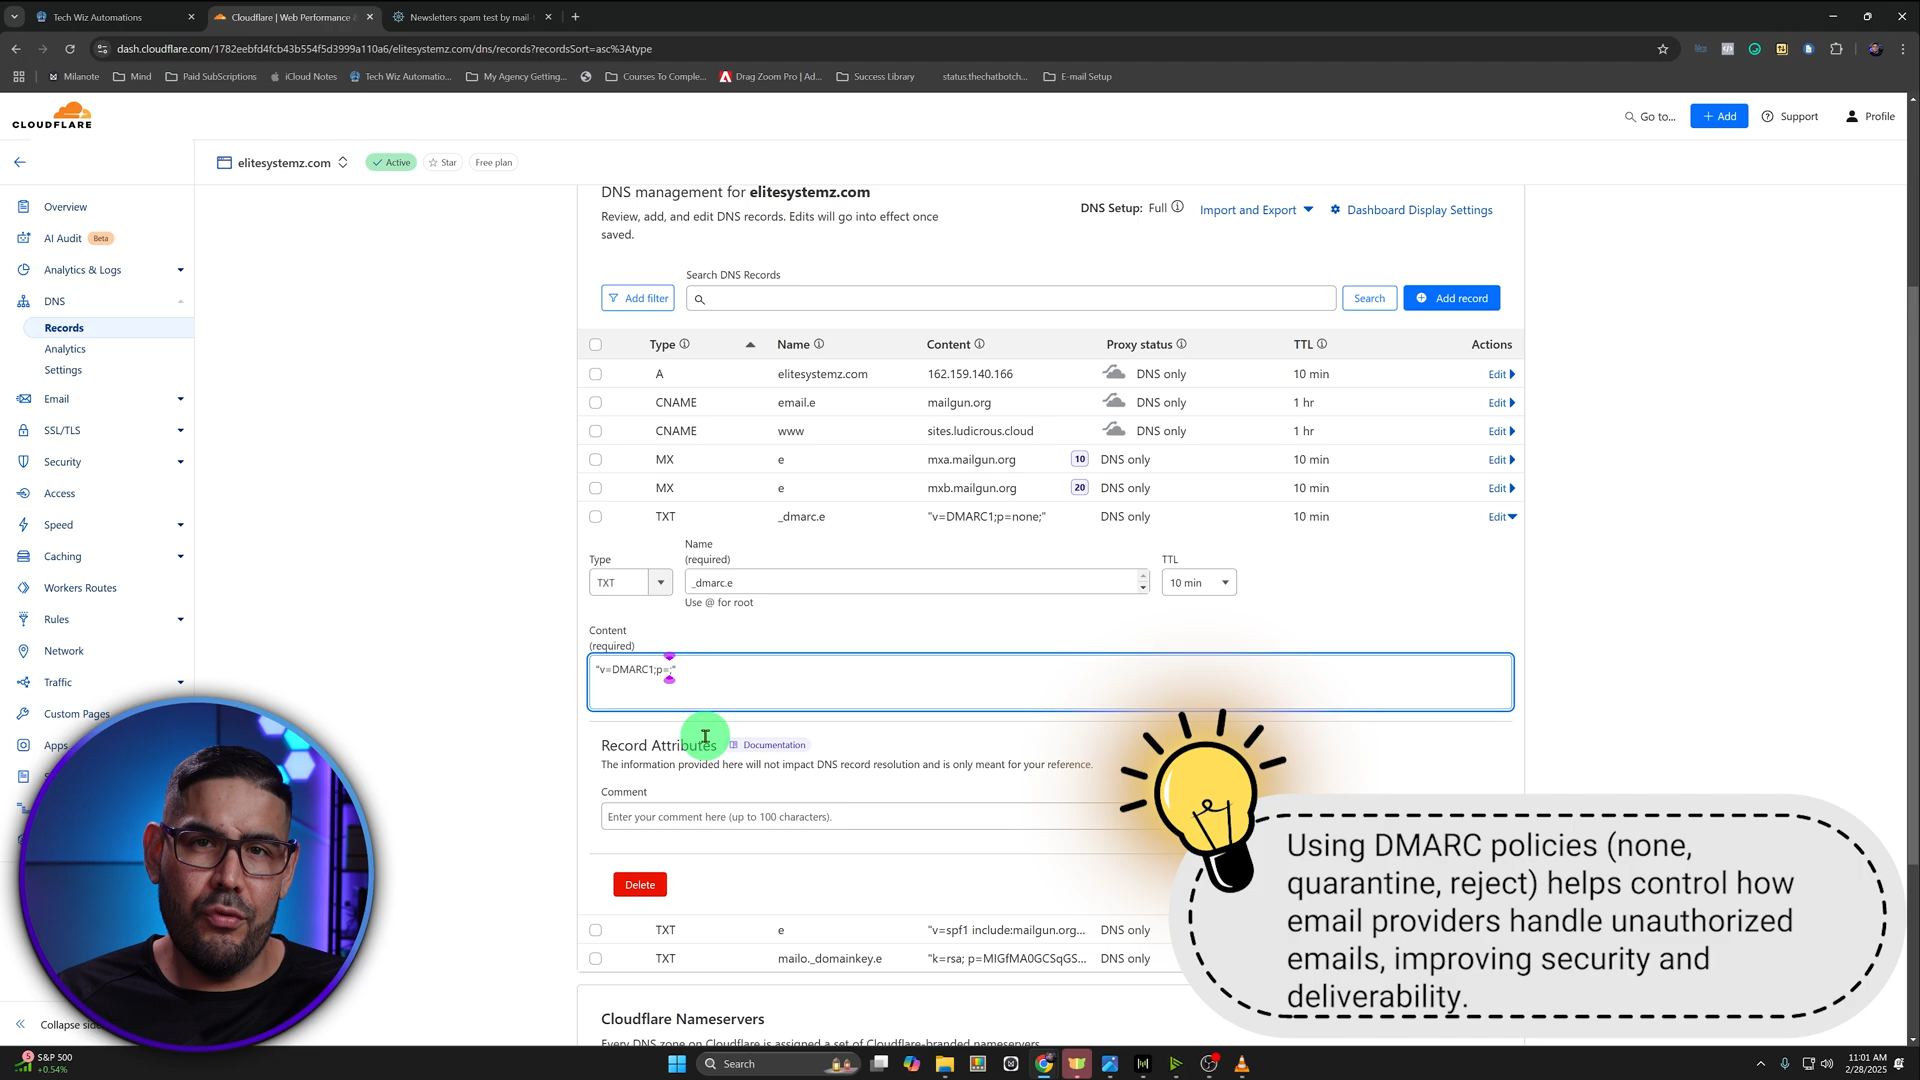 Tech Wiz Automations
Cloudflare | Web Performance &
Newsletters spam test by mail-t
dash.cloudflare.com/1782eebfd4fcb43b554f5d3999a110a6/elitesystemz.com/dns/records?recordsSort=asc%3Atype
Milanote
Mind
Paid SubScriptions
iCloud Notes
Tech Wiz Automatio...
My Agency Getting...
Courses To Comple...
Drag Zoom Pro | Ad...
Success Library
status.thechatbotch...
E-mail Setup
CLOUDFLARE
Go to...
+ Add
Support
Profile
elitesystemz.com
Active
Star
Free plan
Overview
AI Audit Beta
Analytics & Logs
DNS
Records
Analytics
Settings
Email
SSL/TLS
Security
Access
Speed
Caching
Workers Routes
Rules
Network
Traffic
Custom Pages
Apps
DNS management for elitesystemz.com
Review, add, and edit DNS records. Edits will go into effect once
saved.
DNS Setup: Full
Import and Export
Dashboard Display Settings
Search DNS Records
Add filter
Search
Add record
Type Name Content Proxy status TTL Actions
A elitesystemz.com 162.159.140.166 DNS only 10 min Edit
CNAME email.e mailgun.org DNS only 1 hr Edit
CNAME www sites.ludicrous.cloud DNS only 1 hr Edit
MX e mxa.mailgun.org 10 DNS only 10 min Edit
MX e mxb.mailgun.org 20 DNS only 10 min Edit
TXT _dmarc.e "v=DMARC1;p=none;" DNS only 10 min Edit
Type
Name
(required)
TTL
TXT
_dmarc.e
10 min
Use @ for root
Content
(required)
"v=DMARC1;p=;"
Record Attributes
Documentation
The information provided here will not impact DNS record resolution and is only meant for your reference.
Comment
Enter your comment here (up to 100 characters).
Delete
TXT e "v=spf1 include:mailgun.org... DNS only
TXT mailo._domainkey.e "k=rsa; p=MIGfMA0GCSqGS... DNS only
Cloudflare Nameservers
Every DNS zone on Cloudflare is assigned a set of Cloudflare-branded nameservers.
Using DMARC policies (none,
quarantine, reject) helps control how
email providers handle unauthorized
emails, improving security and
deliverability.
Collapse
5
S&P 500
+0.54%
Search
11:01 AM
2/28/2025